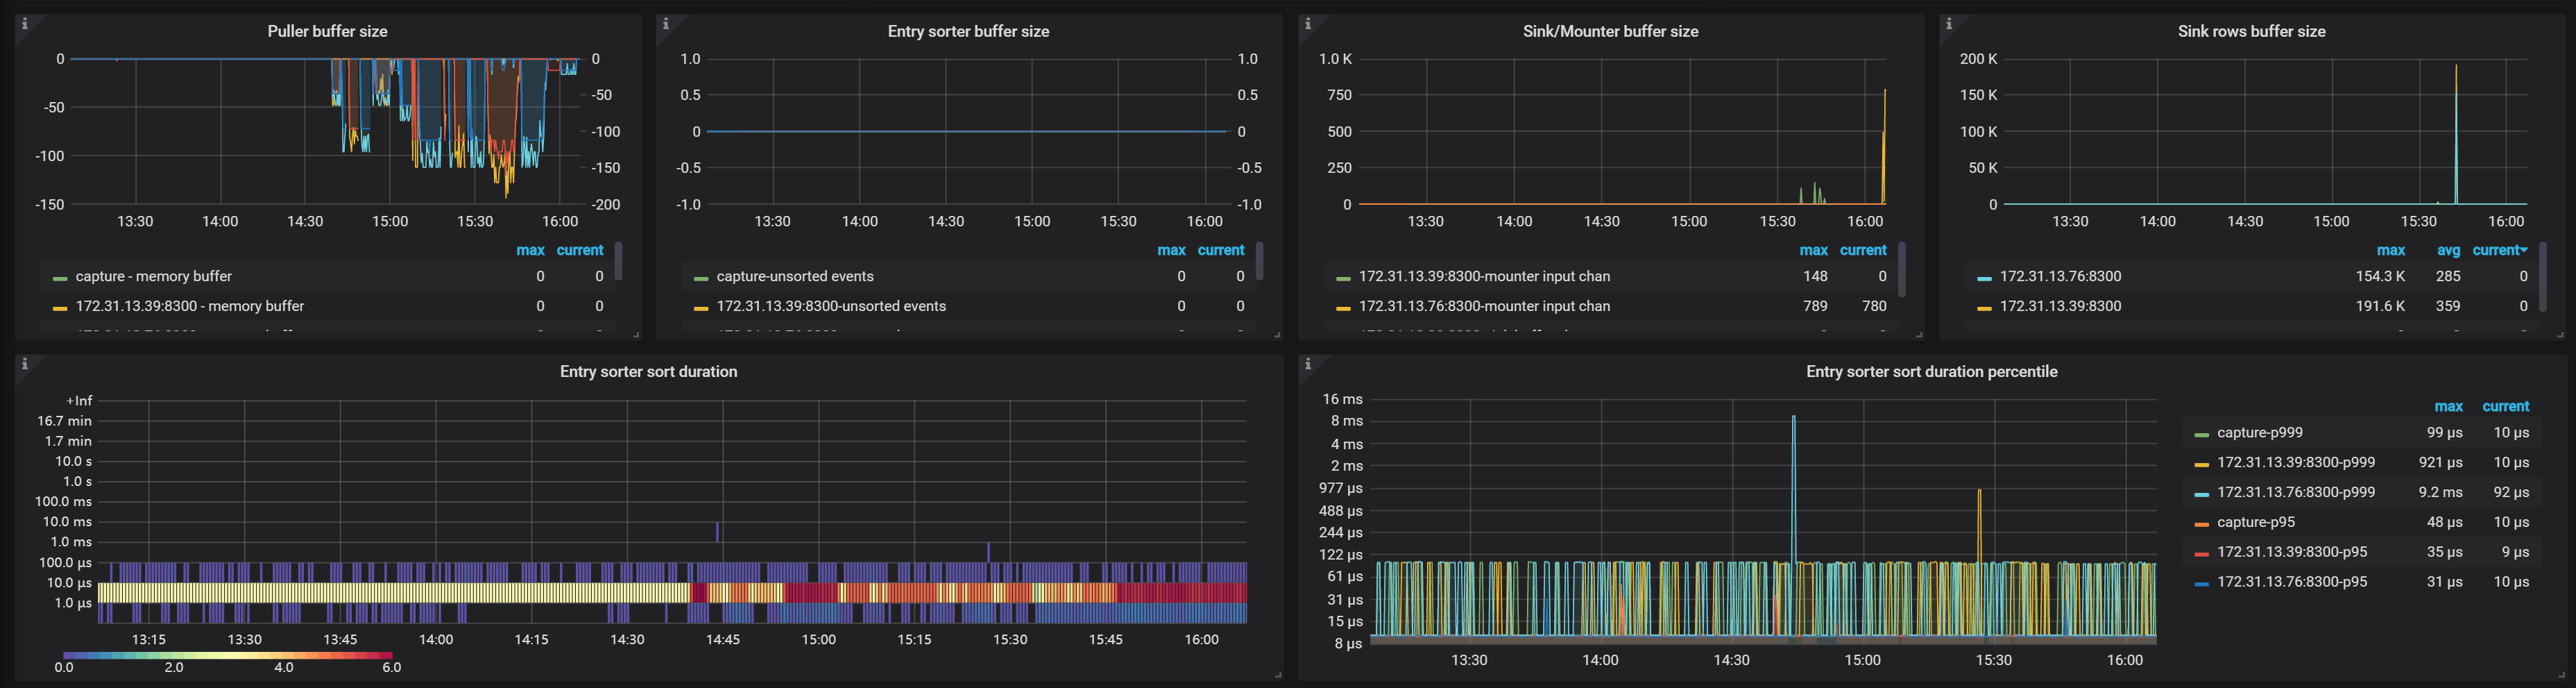 Puller buffer size
0
-50
-100
-150
0
-50
-100
-150
-200
13:30 14:00 14:30 15:00 15:30 16:00
max current
capture - memory buffer 0 0
172.31.13.39:8300 - memory buffer 0 0
Entry sorter buffer size
1.0
0.5
0
-0.5
-1.0
1.0
0.5
0
-0.5
-1.0
13:30 14:00 14:30 15:00 15:30 16:00
max current
capture-unsorted events 0 0
172.31.13.39:8300-unsorted events 0 0
Sink/Mounter buffer size
1.0 K
750
500
250
0
13:30 14:00 14:30 15:00 15:30 16:00
max current
172.31.13.39:8300-mounter input chan 148 0
172.31.13.76:8300-mounter input chan 789 780
Sink rows buffer size
200 K
150 K
100 K
50 K
0
13:30 14:00 14:30 15:00 15:30 16:00
max avg current
172.31.13.76:8300 154.3 K 285 0
172.31.13.39:8300 191.6 K 359 0
Entry sorter sort duration
+Inf
16.7 min
1.7 min
10.0 s
1.0 s
100.0 ms
10.0 ms
1.0 ms
100.0 µs
10.0 µs
1.0 µs
13:15 13:30 13:45 14:00 14:15 14:30 14:45 15:00 15:15 15:30 15:45 16:00
0.0 2.0 4.0 6.0
Entry sorter sort duration percentile
16 ms
8 ms
4 ms
2 ms
977 µs
488 µs
244 µs
122 µs
61 µs
31 µs
15 µs
8 µs
13:30 14:00 14:30 15:00 15:30 16:00
max current
capture-p999 99 µs 10 µs
172.31.13.39:8300-p999 921 µs 10 µs
172.31.13.76:8300-p999 9.2 ms 92 µs
capture-p95 48 µs 10 µs
172.31.13.39:8300-p95 35 µs 9 µs
172.31.13.76:8300-p95 31 µs 10 µs